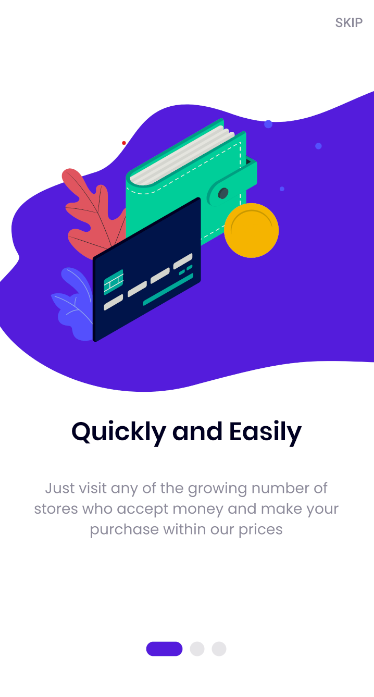 SKIP
Quickly and Easily
Just visit any of the growing number of
stores who accept money and make your
purchase within our prices